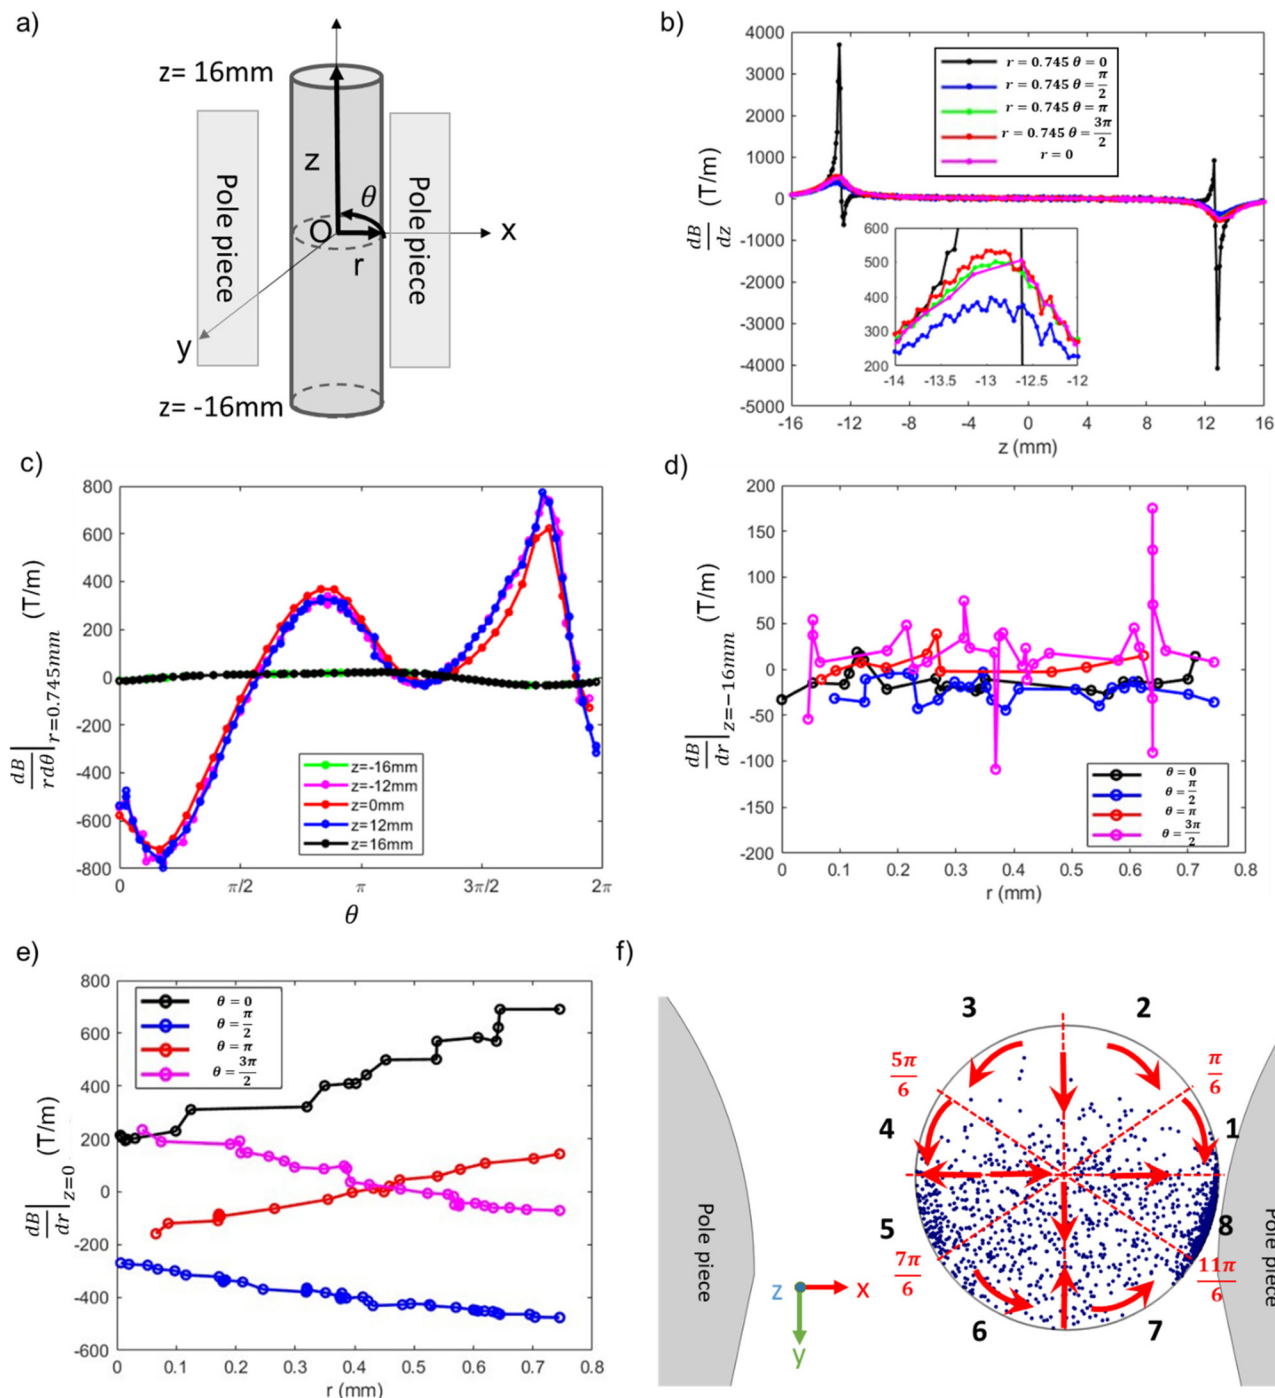 a)
z= 16mm
Pole piece
z
θ
O
r
x
Pole piece
y
z= -16mm
b)
dB/dz (T/m)
4000
3000
2000
1000
0
-1000
-2000
-3000
-4000
-5000
r = 0.745 θ = 0
r = 0.745 θ = π/2
r = 0.745 θ = π
r = 0.745 θ = 3π/2
r = 0
600
500
400
300
200
-14 -13.5 -13 -12.5 -12
-16 -12 -8 -4 0 4 8 12 16
z (mm)
c)
dB/rdθ|r=0.745mm (T/m)
800
600
400
200
0
-200
-400
-600
-800
z=-16mm
z=-12mm
z=0mm
z=12mm
z=16mm
0 π/2 π 3π/2 2π
θ
d)
dB/dr|z=−16mm (T/m)
200
150
100
50
0
-50
-100
-150
-200
θ = 0
θ = π/2
θ = π
θ = 3π/2
0 0.1 0.2 0.3 0.4 0.5 0.6 0.7 0.8
r (mm)
e)
dB/dr|z=0 (T/m)
800
600
400
200
0
-200
-400
-600
θ = 0
θ = π/2
θ = π
θ = 3π/2
0 0.1 0.2 0.3 0.4 0.5 0.6 0.7 0.8
r (mm)
f)
3 2
5π/6 π/6
4 1
5 8
7π/6 11π/6
6 7
Pole piece
Pole piece
z x
y